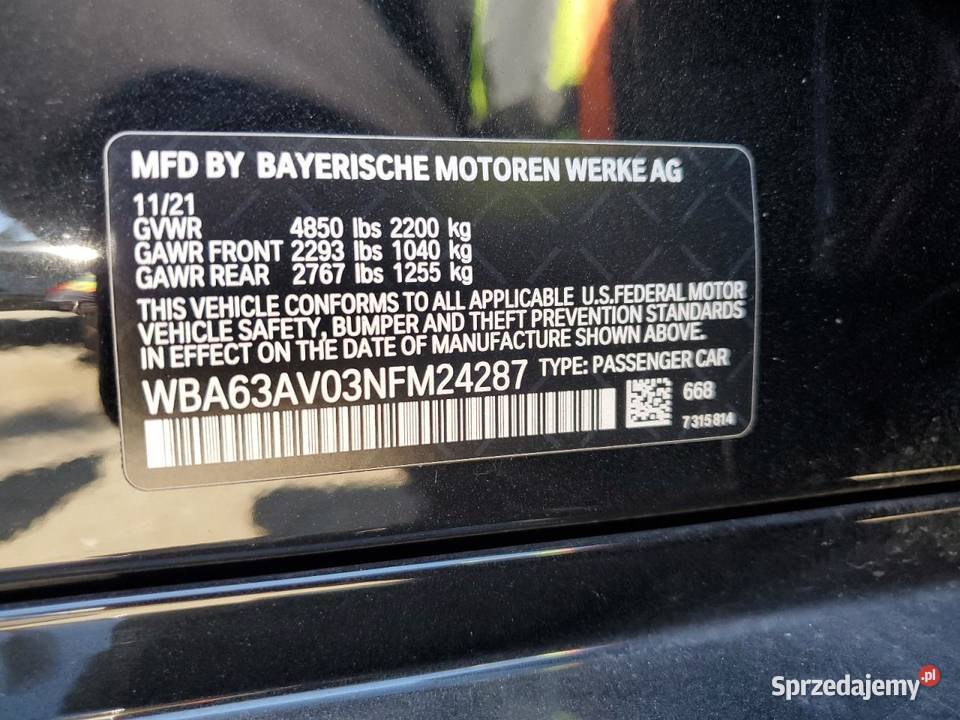 MFD BY BAYERISCHE MOTOREN WERKE AG
11/21
GVWR 4850 lbs 2200 kg
GAWR FRONT 2293 lbs 1040 kg
GAWR REAR 2767 lbs 1255 kg
THIS VEHICLE CONFORMS TO ALL APPLICABLE U.S.FEDERAL MOTOR
VEHICLE SAFETY, BUMPER AND THEFT PREVENTION STANDARDS
IN EFFECT ON THE DATE OF MANUFACTURE SHOWN ABOVE.
WBA63AV03NFM24287 TYPE: PASSENGER CAR
668
7315814
Sprzedajemy.pl